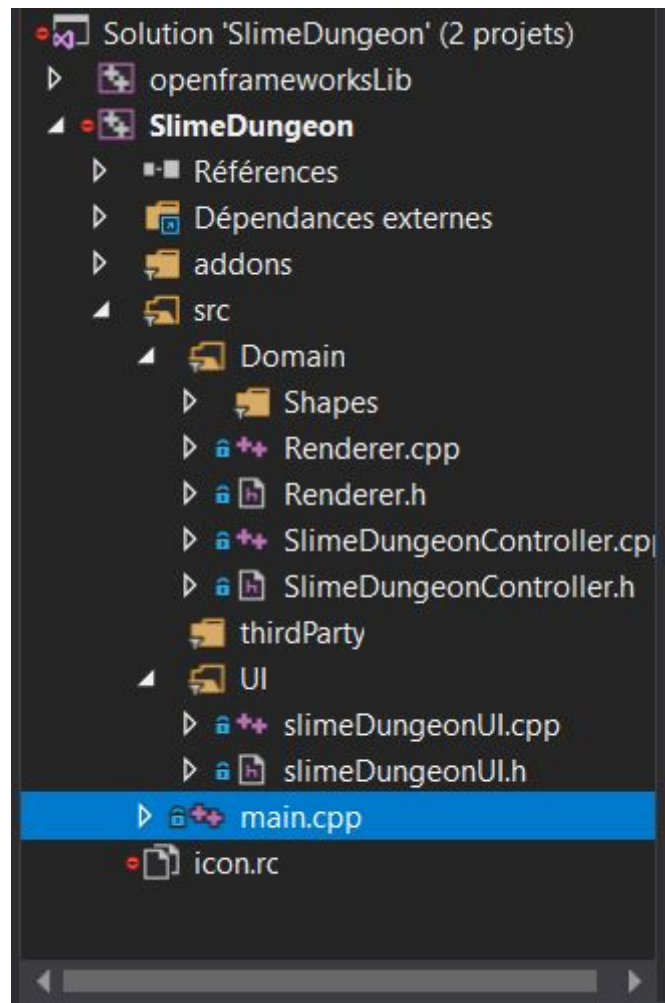 Solution 'SlimeDungeon' (2 projets)
openframeworksLib
SlimeDungeon
Références
Dépendances externes
addons
src
Domain
Shapes
Renderer.cpp
Renderer.h
SlimeDungeonController.cp
SlimeDungeonController.h
thirdParty
UI
slimeDungeonUI.cpp
slimeDungeonUI.h
main.cpp
icon.rc